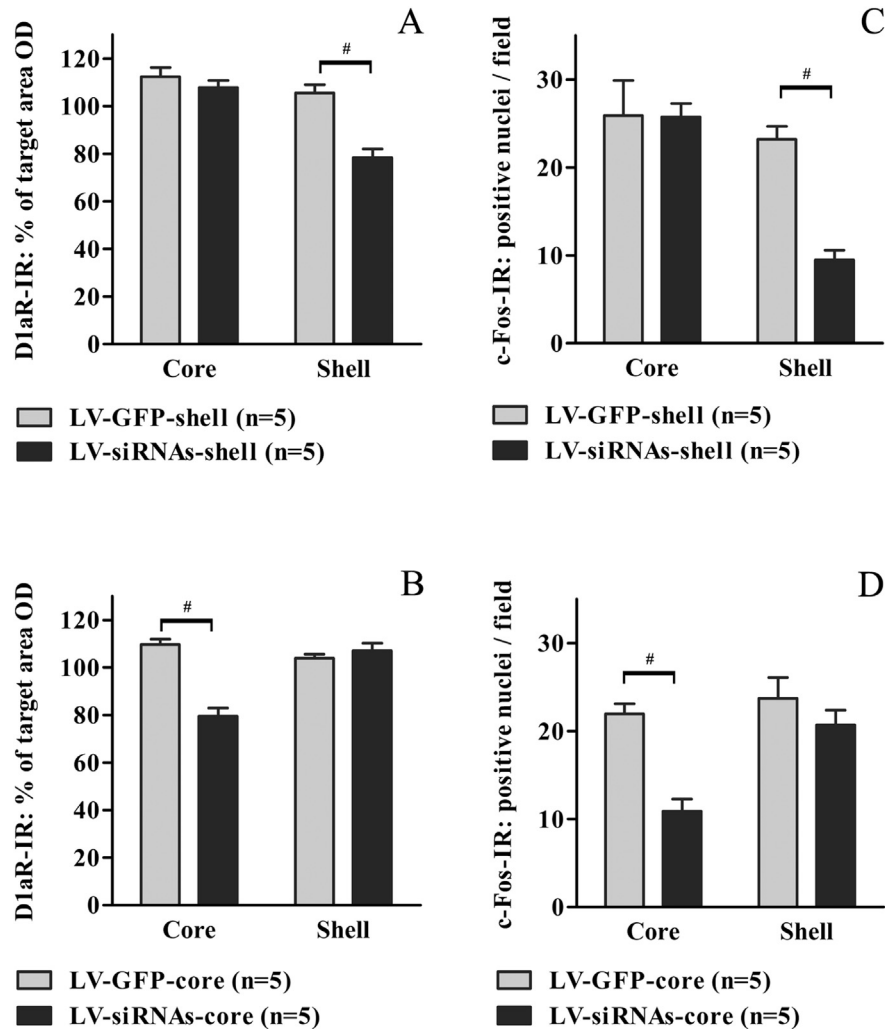 A
D1aR-IR: % of target area OD
120
100
80
60
40
20
0
#
Core
Shell
LV-GFP-shell (n=5)
LV-siRNAs-shell (n=5)
C
c-Fos-IR: positive nuclei / field
30
20
10
0
#
Core
Shell
LV-GFP-shell (n=5)
LV-siRNAs-shell (n=5)
B
D1aR-IR: % of target area OD
120
100
80
60
40
20
0
#
Core
Shell
LV-GFP-core (n=5)
LV-siRNAs-core (n=5)
D
c-Fos-IR: positive nuclei / field
30
20
10
0
#
Core
Shell
LV-GFP-core (n=5)
LV-siRNAs-core (n=5)